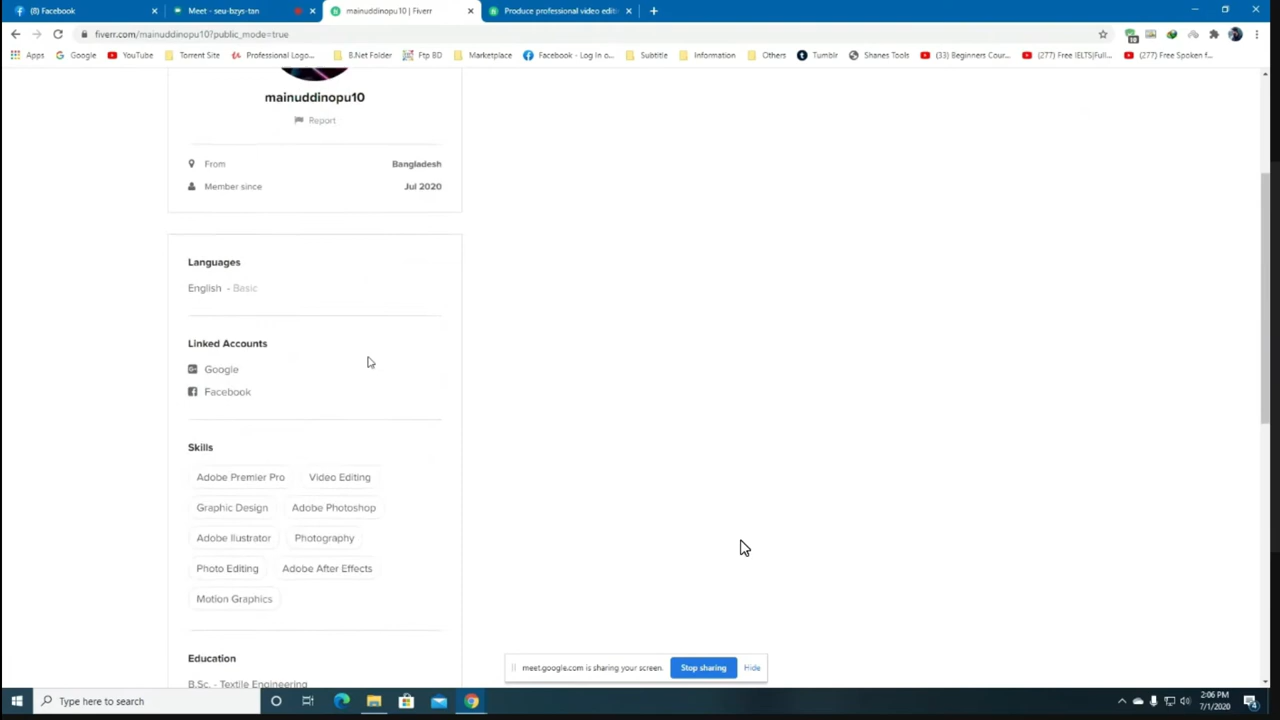 (8) Facebook
Meet - seu-bzys-tan
mainuddinopu10 | Fiverr
Produce professional video edit
fiverr.com/mainuddinopu10?public_mode=true
Apps
Google
YouTube
Torrent Site
Professional Logo...
B.Net Folder
Ftp BD
Marketplace
Facebook - Log In o...
Subtitle
Information
Others
Tumblr
Shares Tools
(33) Beginners Cour...
(277) Free IELTS|Full...
(277) Free Spoken f...
mainuddinopu10
Report
From Bangladesh
Member since Jul 2020
Languages
English - Basic
Linked Accounts
Google
Facebook
Skills
Adobe Premier Pro Video Editing
Graphic Design Adobe Photoshop
Adobe Ilustrator Photography
Photo Editing Adobe After Effects
Motion Graphics
Education
B.Sc. - Textile Engineering
meet.google.com is sharing your screen. Stop sharing Hide
Type here to search
2:06 PM
7/1/2020